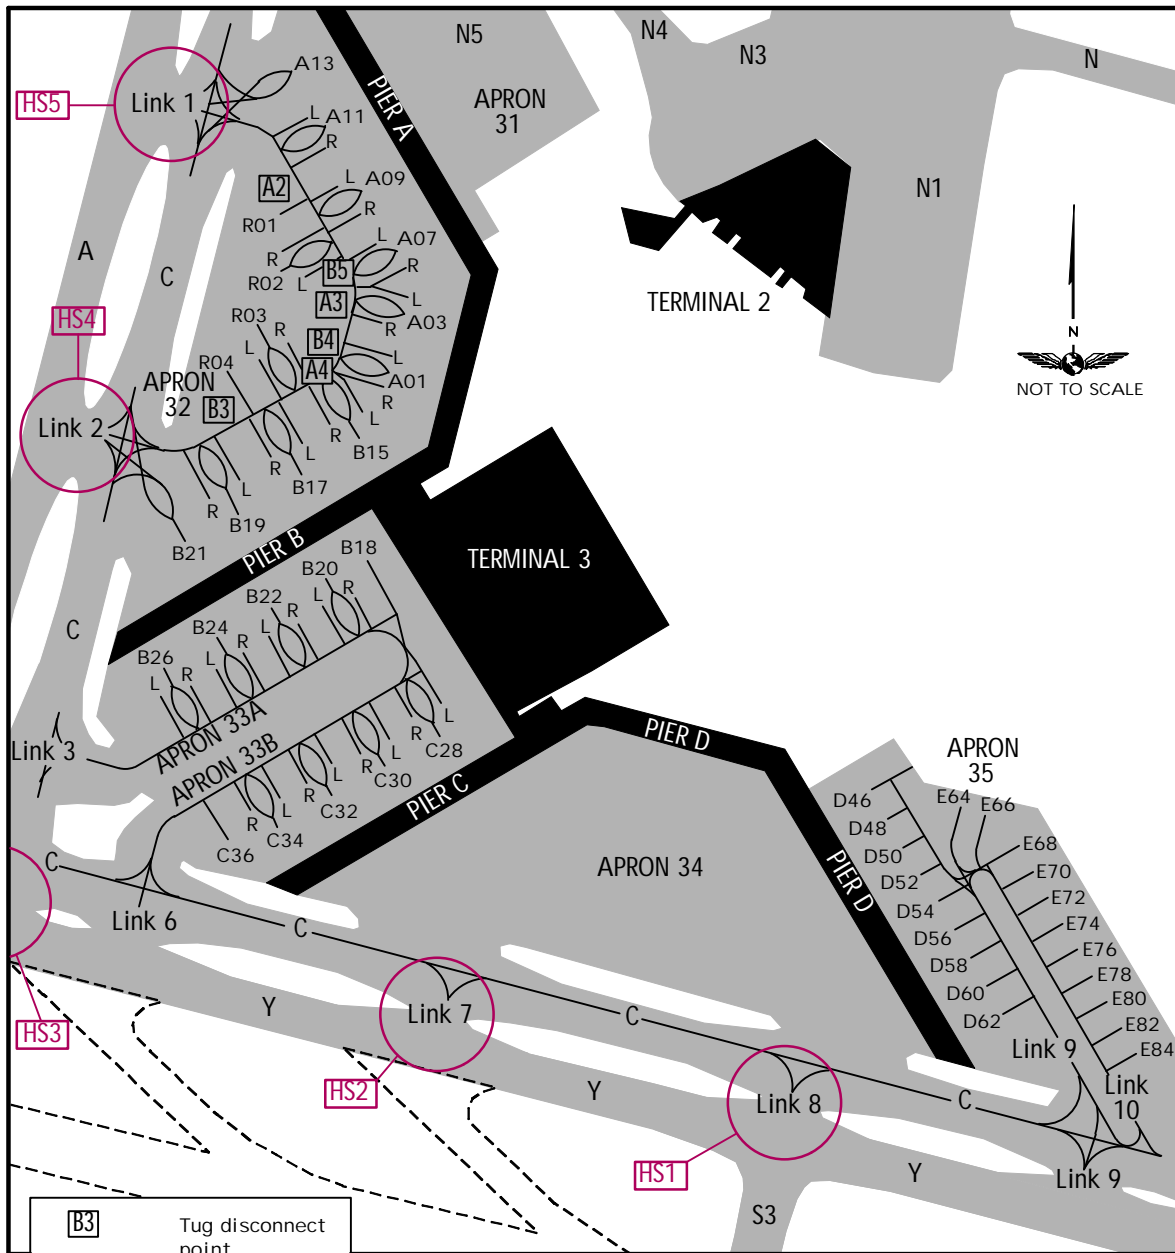 N5
N4
N3
N
A13
HS5
Link 1
PIER A
APRON
31
L
A11
R
A2
L
A09
R
N1
R01
A
C
R
L
A07
R02
L
B5
R
A3
L
A03
R
TERMINAL 2
N
NOT TO SCALE
HS4
R03
R
B4
L
L
A4
A01
R04
APRON
32
B3
R
L
R
B15
Link 2
L
R
B17
L
R
B19
B21
PIER B
TERMINAL 3
B18
B20
R
L
B22
R
L
B24
R
L
B26
R
L
C
APRON 33A
APRON 33B
Link 3
L
R
C28
L
R
C30
L
R
C32
L
R
C34
C36
PIER C
PIER D
APRON
35
E64
E66
D46
D48
D50
D52
D54
D56
D58
D60
D62
E68
E70
E72
E74
E76
E78
E80
E82
E84
PIER D
APRON 34
C
Link 6
C
HS3
Y
Link 7
C
HS2
Y
Link 8
C
Link 9
Link
10
HS1
Y
Link 9
S3
B3
Tug disconnect
point